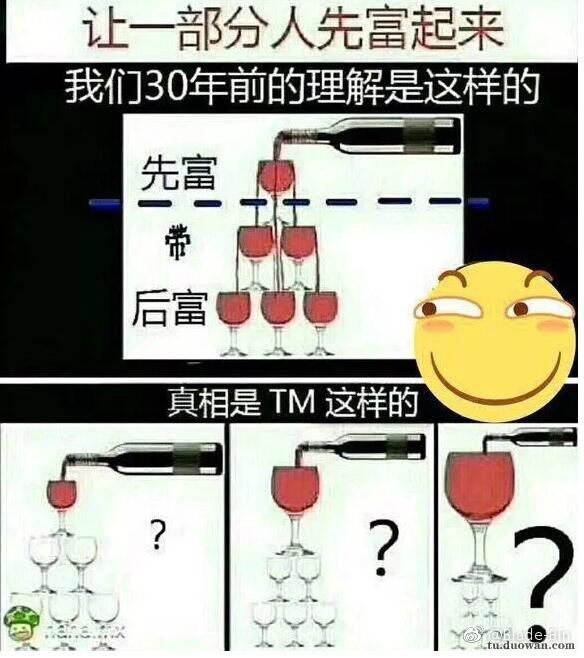 让一部分人先富起来
我们30年前的理解是这样的
先富
带
后富
真相是 TM 这样的
?
?
?
tu.duowan.com